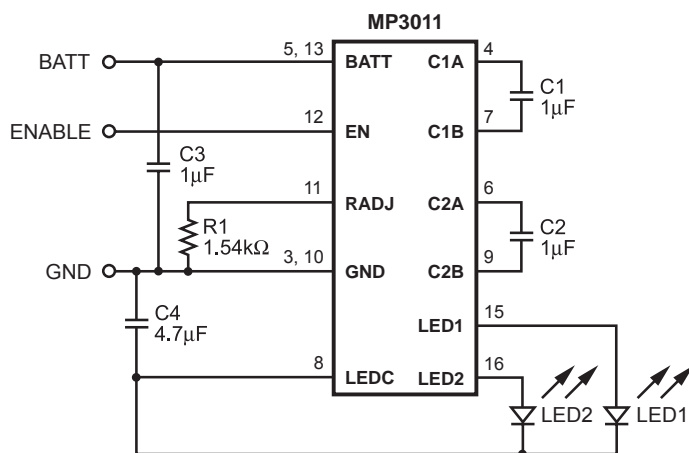 MP3011
BATT
5, 13
BATT
C1A
4
C1
1µF
ENABLE
12
EN
C1B
7
C3
1µF
11
RADJ
C2A
6
R1
1.54kΩ
C2
1µF
GND
3, 10
GND
C2B
9
C4
4.7µF
LED1
15
8
LEDC
LED2
16
LED2
LED1